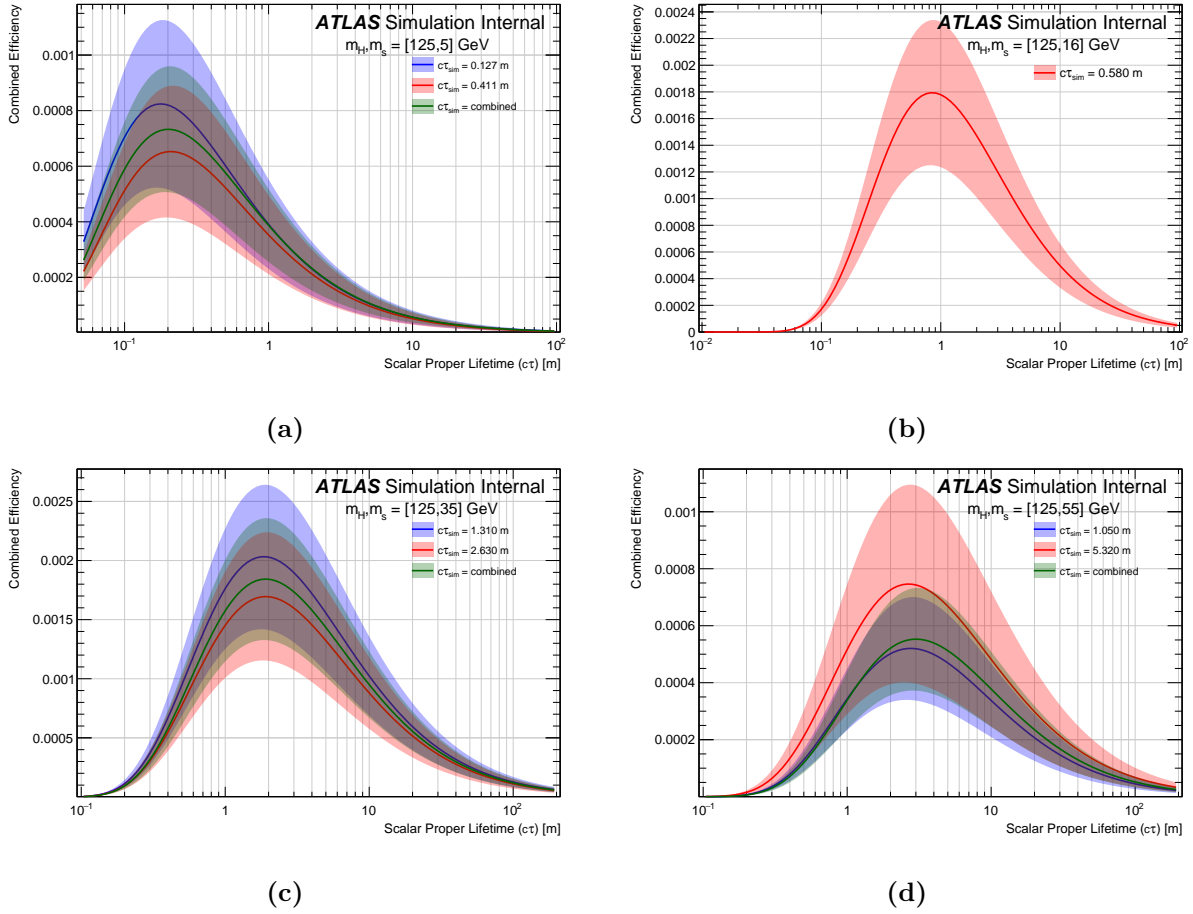 ATLAS Simulation Internal
m_H,m_s = [125,5] GeV
cτ_sim = 0.127 m
cτ_sim = 0.411 m
cτ_sim = combined
Combined Efficiency
0.001
0.0008
0.0006
0.0004
0.0002
10⁻¹ 1 10 10²
Scalar Proper Lifetime (cτ) [m]
(a)
ATLAS Simulation Internal
m_H,m_s = [125,16] GeV
cτ_sim = 0.580 m
Combined Efficiency
0.0024
0.0022
0.002
0.0018
0.0016
0.0014
0.0012
0.001
0.0008
0.0006
0.0004
0.0002
0
10⁻² 10⁻¹ 1 10 10²
Scalar Proper Lifetime (cτ) [m]
(b)
ATLAS Simulation Internal
m_H,m_s = [125,35] GeV
cτ_sim = 1.310 m
cτ_sim = 2.630 m
cτ_sim = combined
Combined Efficiency
0.0025
0.002
0.0015
0.001
0.0005
10⁻¹ 1 10 10²
Scalar Proper Lifetime (cτ) [m]
(c)
ATLAS Simulation Internal
m_H,m_s = [125,55] GeV
cτ_sim = 1.050 m
cτ_sim = 5.320 m
cτ_sim = combined
Combined Efficiency
0.001
0.0008
0.0006
0.0004
0.0002
10⁻¹ 1 10 10²
Scalar Proper Lifetime (cτ) [m]
(d)